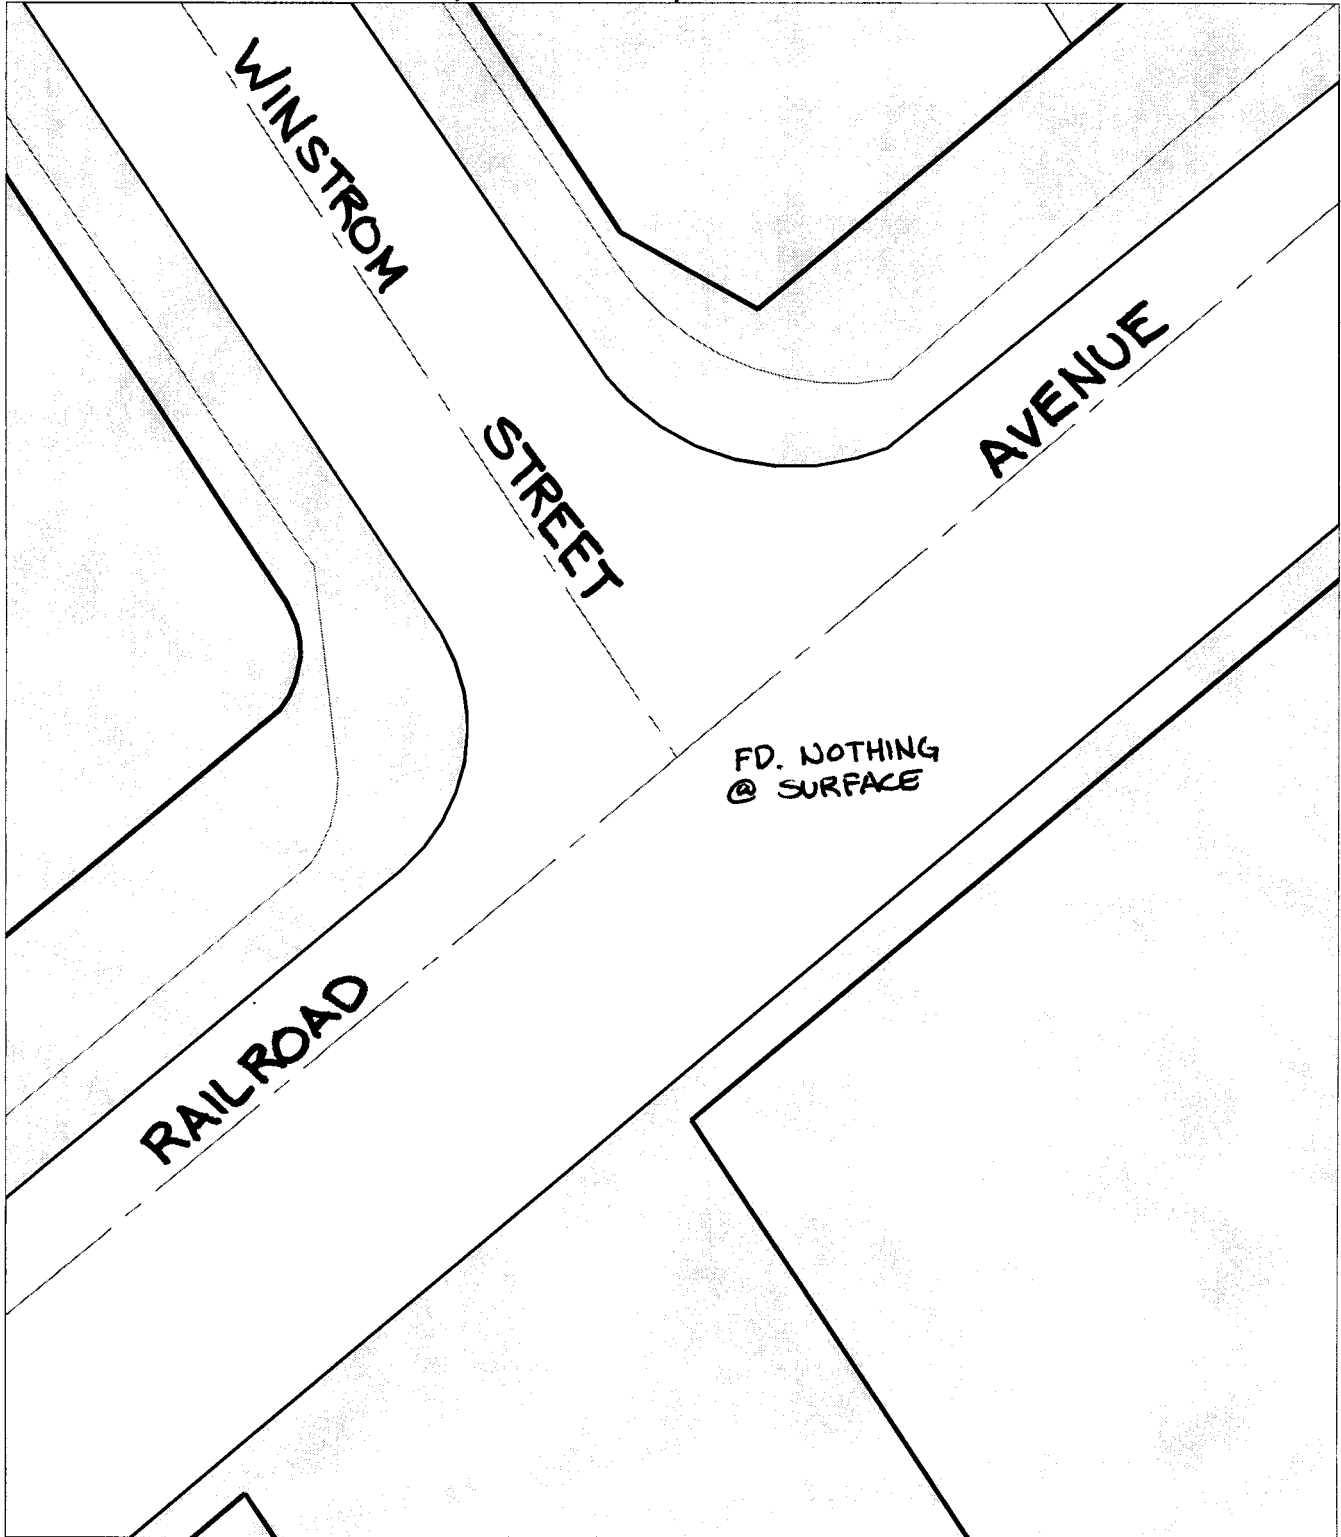 WINSTROM
STREET
AVENUE
FD. NOTHING
@ SURFACE
RAILROAD